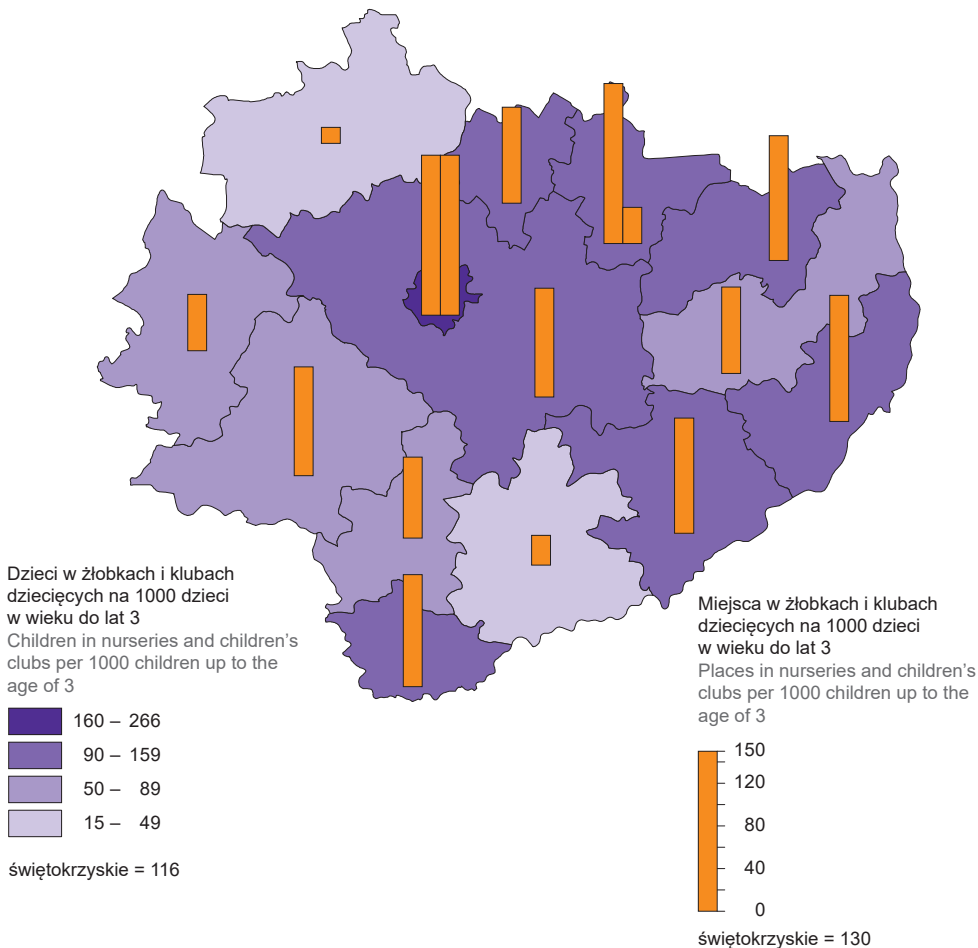 Dzieci w żłobkach i klubach
dziecięcych na 1000 dzieci
w wieku do lat 3
Children in nurseries and children's
clubs per 1000 children up to the
age of 3
160 – 266
90 – 159
50 – 89
15 – 49
świętokrzyskie = 116
Miejsca w żłobkach i klubach
dziecięcych na 1000 dzieci
w wieku do lat 3
Places in nurseries and children's
clubs per 1000 children up to the
age of 3
150
120
80
40
0
świętokrzyskie = 130